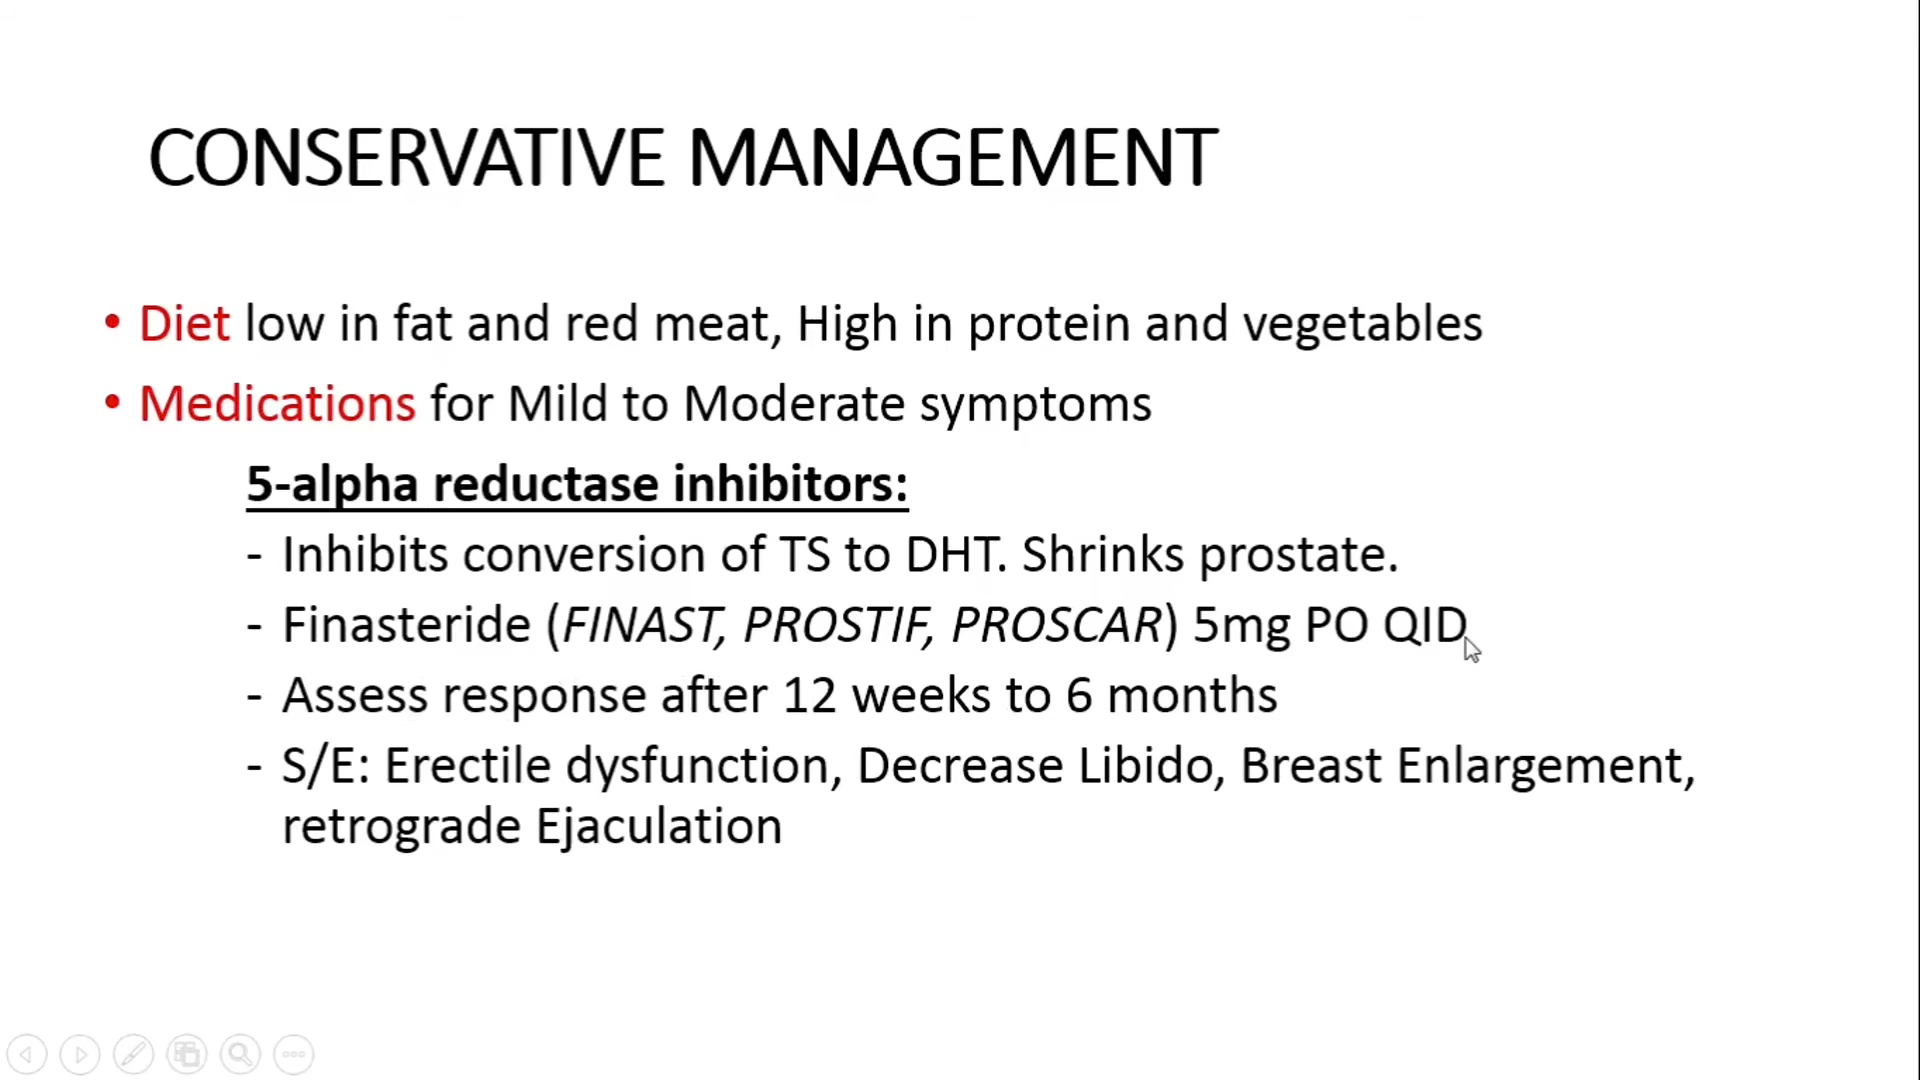 CONSERVATIVE MANAGEMENT
• Diet low in fat and red meat, High in protein and vegetables
• Medications for Mild to Moderate symptoms
5-alpha reductase inhibitors:
- Inhibits conversion of TS to DHT. Shrinks prostate.
- Finasteride (FINAST, PROSTIF, PROSCAR) 5mg PO QID
- Assess response after 12 weeks to 6 months
- S/E: Erectile dysfunction, Decrease Libido, Breast Enlargement,
retrograde Ejaculation